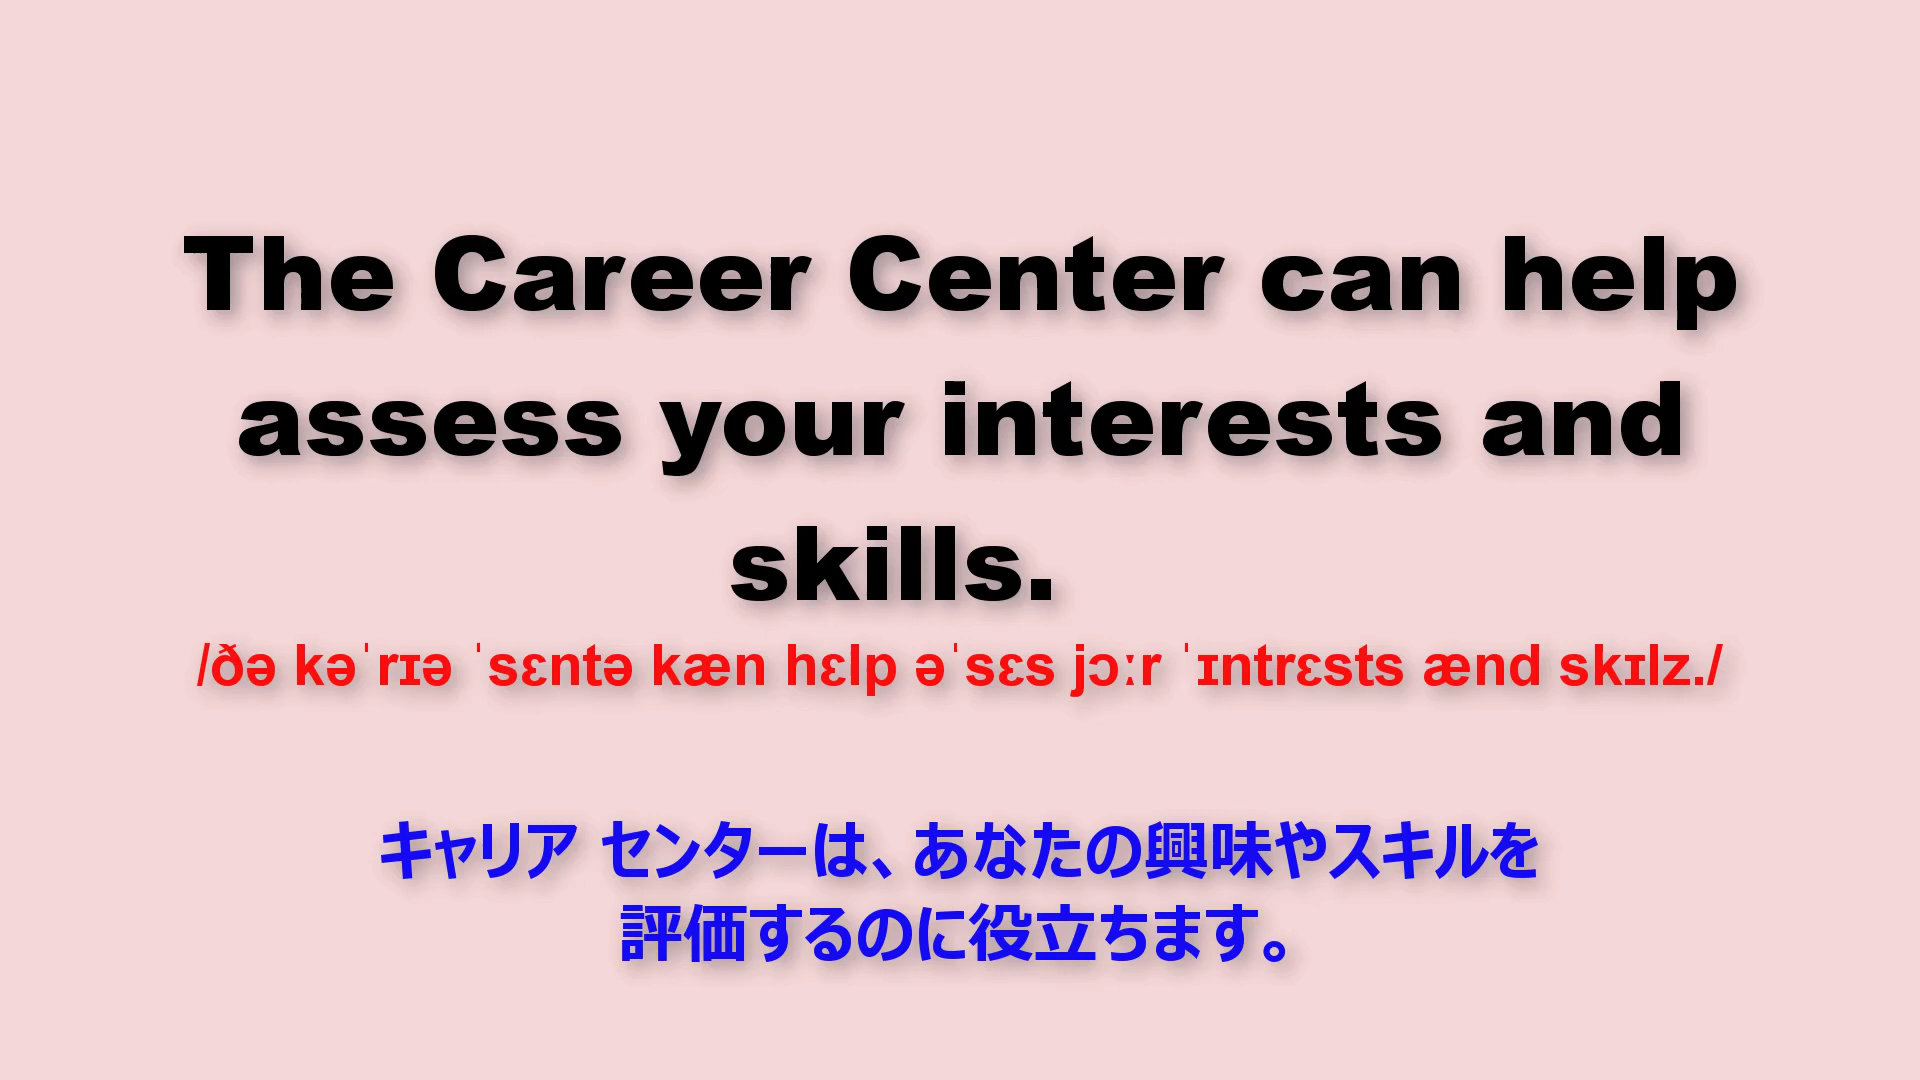 The Career Center can help
assess your interests and
skills.
/ðə kəˈrɪə ˈsɛntə kæn hɛlp əˈsɛs jɔːr ˈɪntrɛsts ænd skɪlz./
キャリア センターは、あなたの興味やスキルを
評価するのに役立ちます。